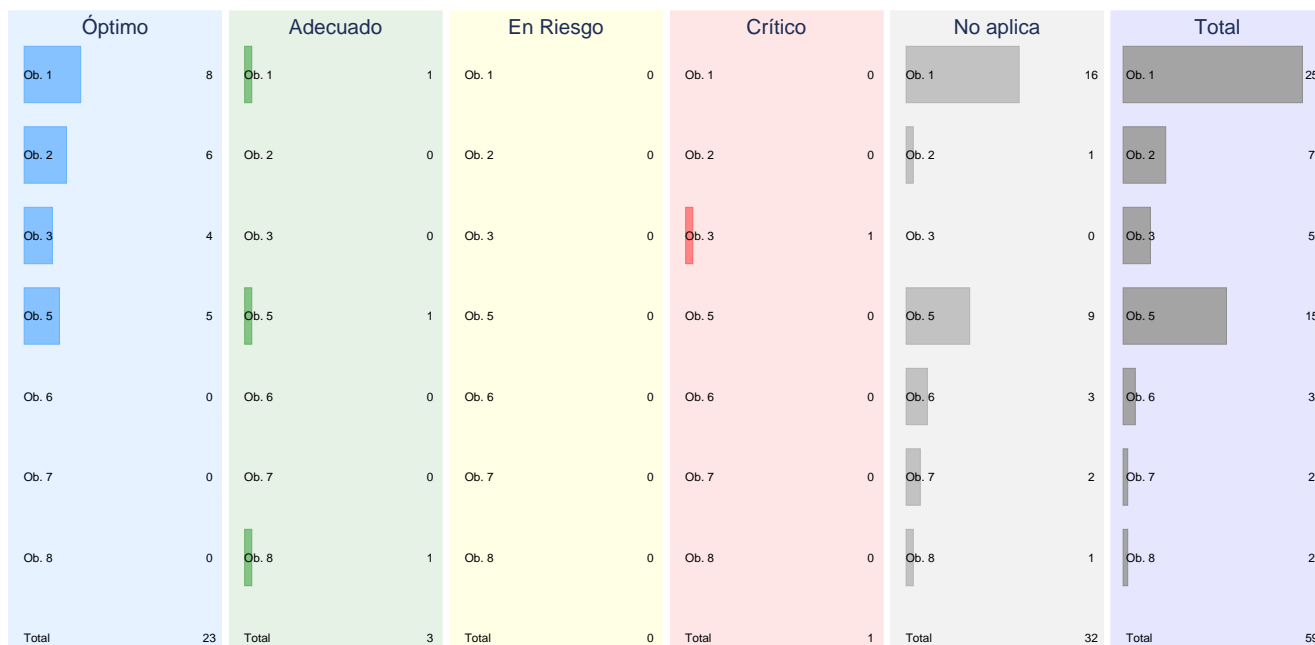 Óptimo Adecuado En Riesgo Crítico No aplica Total
Ob. 1 8 Ob. 1 1 Ob. 1 0 Ob. 1 0 Ob. 1 16 Ob. 1 25
Ob. 2 6 Ob. 2 0 Ob. 2 0 Ob. 2 0 Ob. 2 1 Ob. 2 7
Ob. 3 4 Ob. 3 0 Ob. 3 0 Ob. 3 1 Ob. 3 0 Ob. 3 5
Ob. 5 5 Ob. 5 1 Ob. 5 0 Ob. 5 0 Ob. 5 9 Ob. 5 15
Ob. 6 0 Ob. 6 0 Ob. 6 0 Ob. 6 0 Ob. 6 3 Ob. 6 3
Ob. 7 0 Ob. 7 0 Ob. 7 0 Ob. 7 0 Ob. 7 2 Ob. 7 2
Ob. 8 0 Ob. 8 1 Ob. 8 0 Ob. 8 0 Ob. 8 1 Ob. 8 2
Total 23 Total 3 Total 0 Total 1 Total 32 Total 59